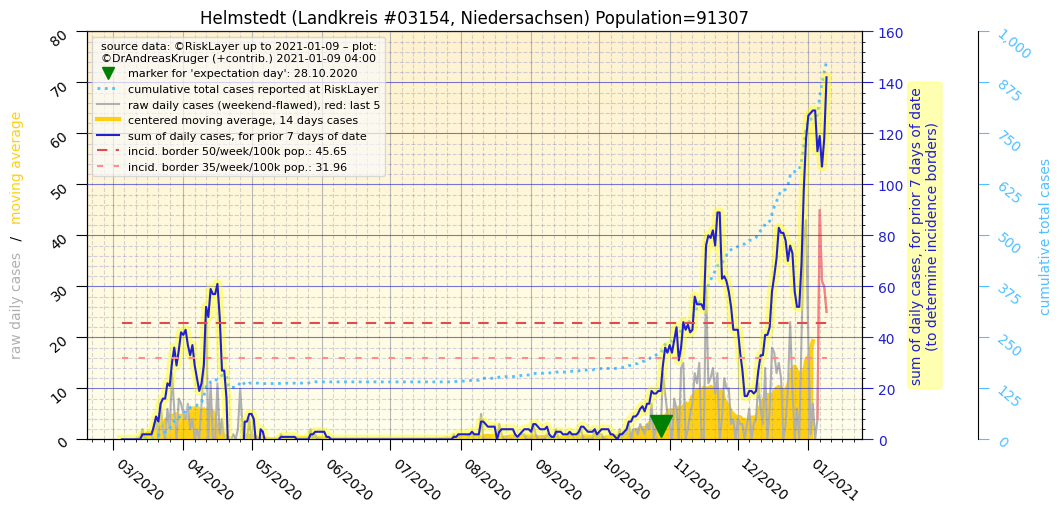 Helmstedt (Landkreis #03154, Niedersachsen) Population=91307
source data: ©RiskLayer up to 2021-01-09 – plot:
©DrAndreasKruger (+contrib.) 2021-01-09 04:00
marker for 'expectation day': 28.10.2020
cumulative total cases reported at RiskLayer
raw daily cases (weekend-flawed), red: last 5
centered moving average, 14 days cases
sum of daily cases, for prior 7 days of date
incid. border 50/week/100k pop.: 45.65
incid. border 35/week/100k pop.: 31.96
raw daily cases / moving average
80
70
60
50
40
30
20
10
0
160
140
120
100
80
60
40
20
0
sum of daily cases, for prior 7 days of date
(to determine incidence borders)
1,000
875
750
625
500
375
250
125
0
cumulative total cases
03/2020
04/2020
05/2020
06/2020
07/2020
08/2020
09/2020
10/2020
11/2020
12/2020
01/2021